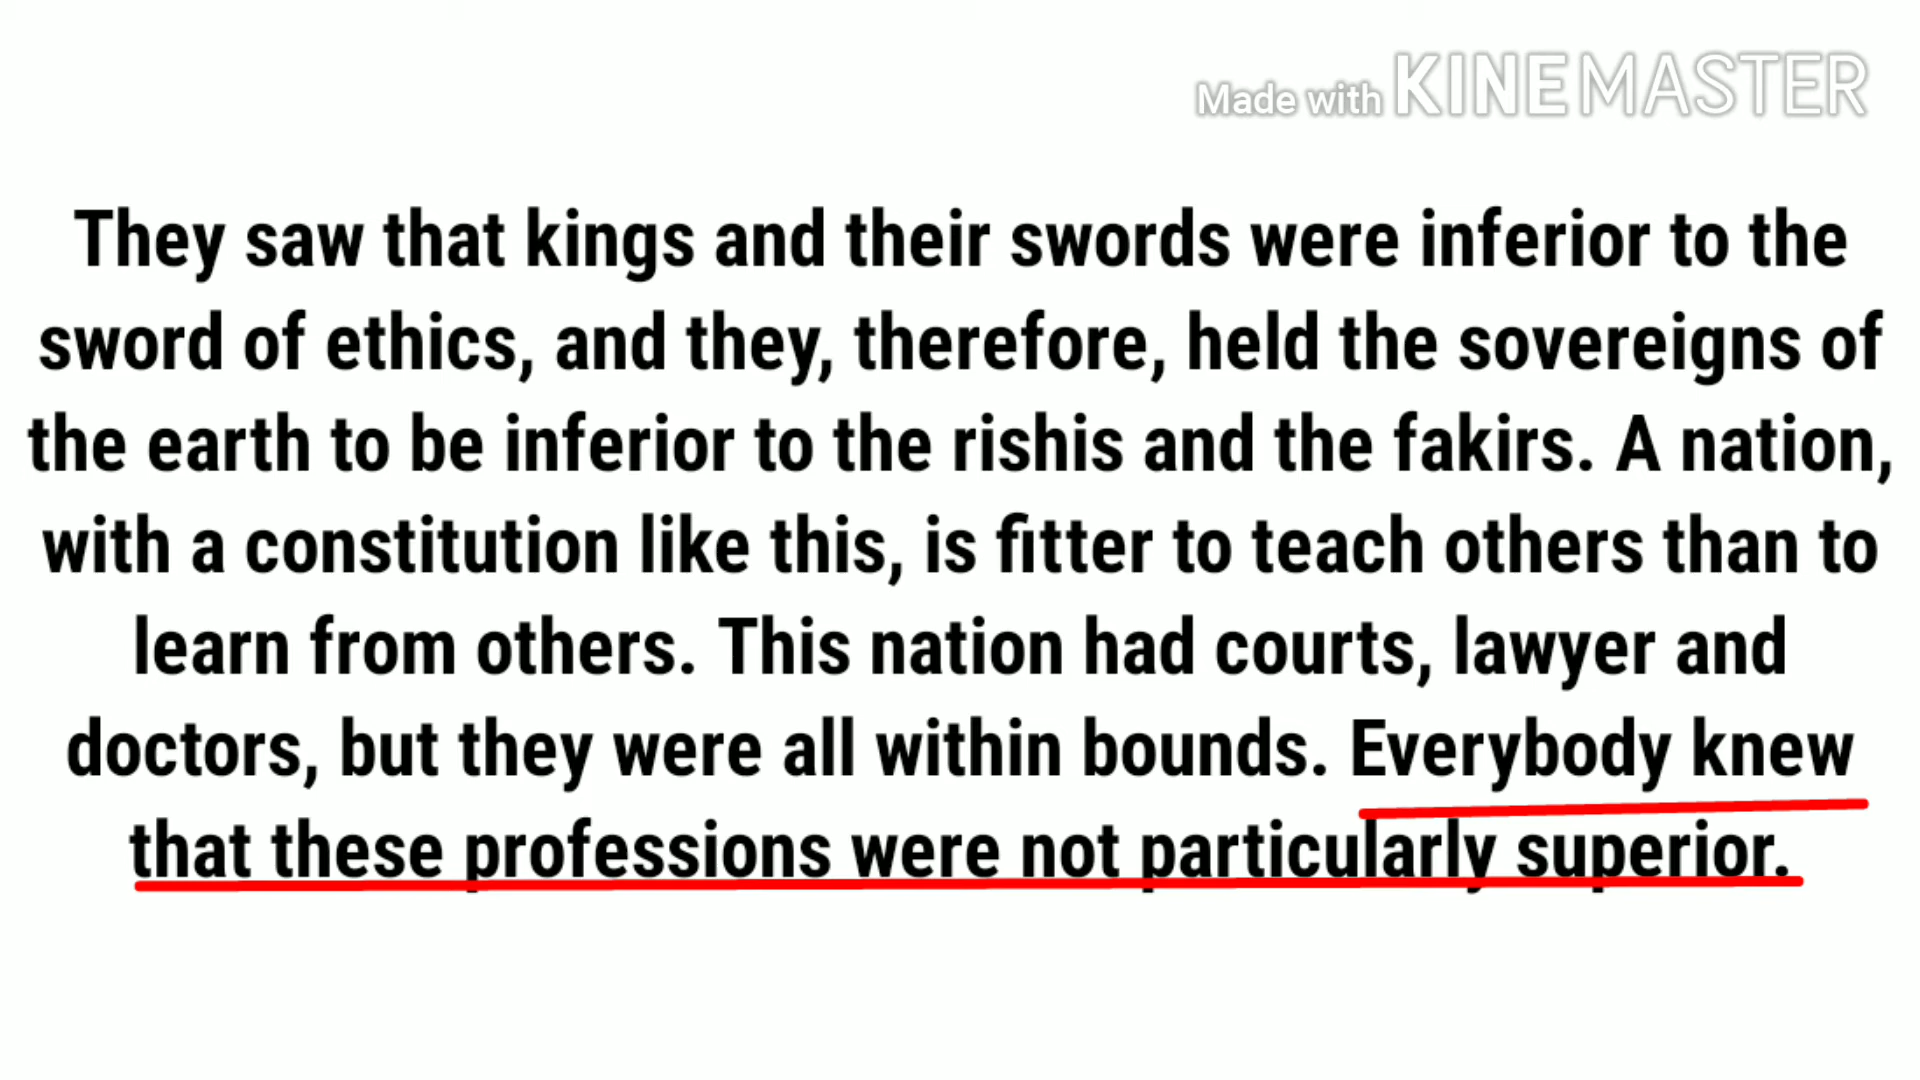 Made with KINEMASTER
They saw that kings and their swords were inferior to the
sword of ethics, and they, therefore, held the sovereigns of
the earth to be inferior to the rishis and the fakirs. A nation,
with a constitution like this, is fitter to teach others than to
learn from others. This nation had courts, lawyer and
doctors, but they were all within bounds. Everybody knew
that these professions were not particularly superior.